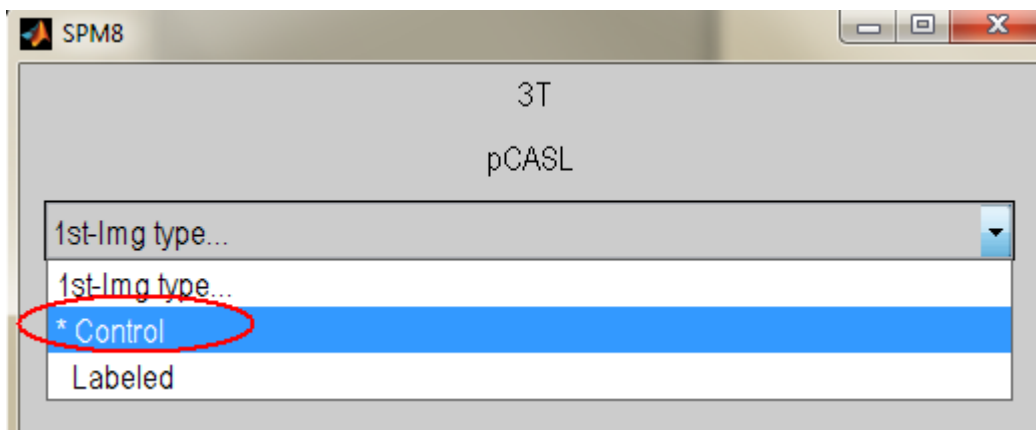 SPM8
3T
pCASL
1st-Img type...
1st-Img type...
* Control
Labeled